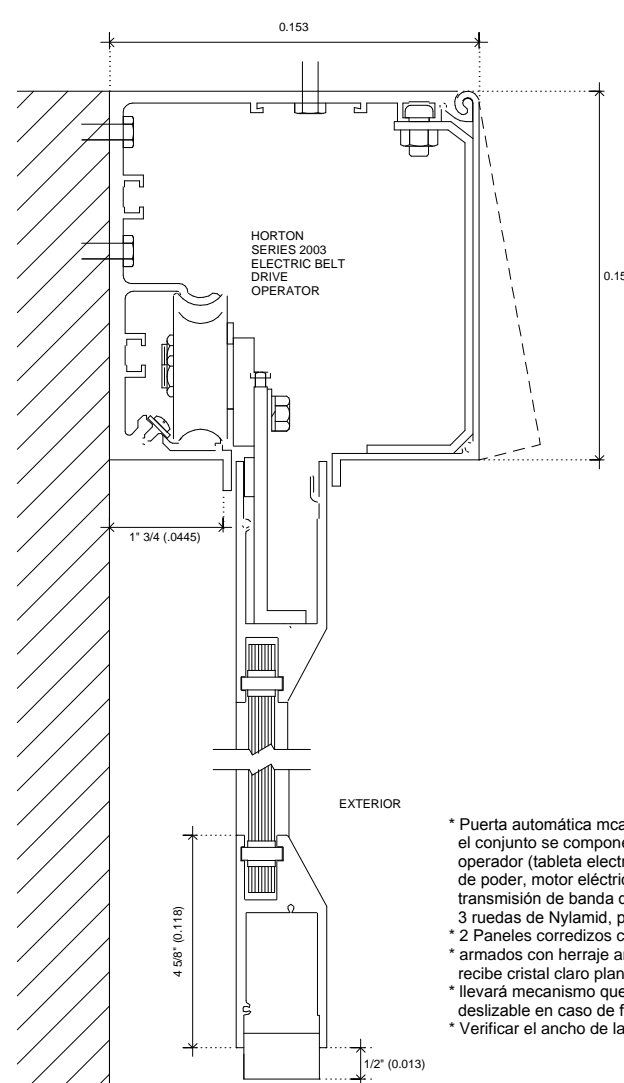 0.153
HORTON
SERIES 2003
ELECTRIC BELT
DRIVE
OPERATOR
0.15
1" 3/4 (.0445)
EXTERIOR
4 5/8" (0.118)
1/2" (0.013)
* Puerta automática mca
el conjunto se compone
operador (tableta electr
de poder, motor eléctric
transmisión de banda d
3 ruedas de Nylamid, p
* 2 Paneles corredizos c
* armados con herraje a
recibe cristal claro plan
* llevará mecanismo que
deslizable en caso de f
* Verificar el ancho de la